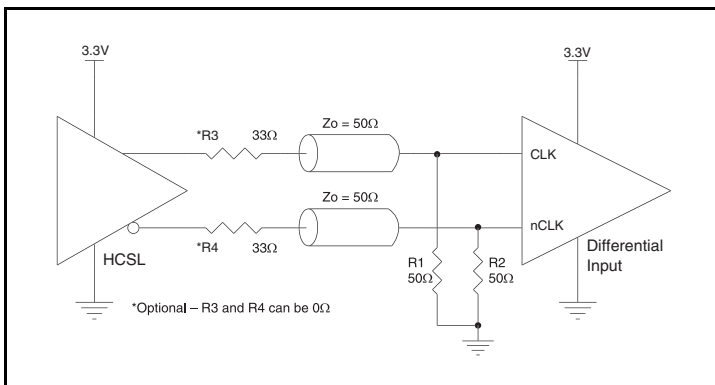 3.3V
3.3V
*R3 33Ω
Zo = 50Ω
CLK
Zo = 50Ω
nCLK
*R4 33Ω
HCSL
R1
50Ω
R2
50Ω
Differential
Input
*Optional – R3 and R4 can be 0Ω